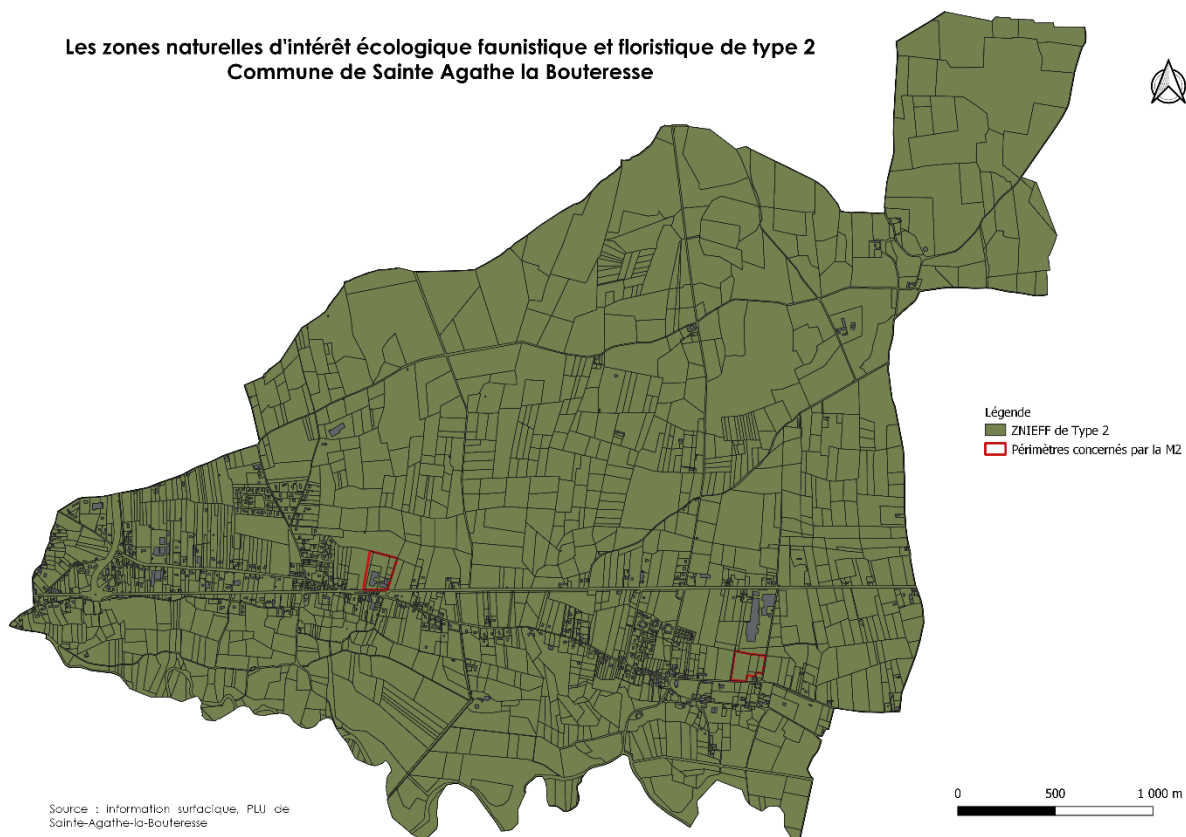 Les zones naturelles d'intérêt écologique faunistique et floristique de type 2
Commune de Sainte Agathe la Bouteresse
Légende
ZNIEFF de Type 2
Périmètres concernés par la M2
0 500 1 000 m
Source : information surfacique, PLU de
Sainte-Agathe-la-Bouteresse